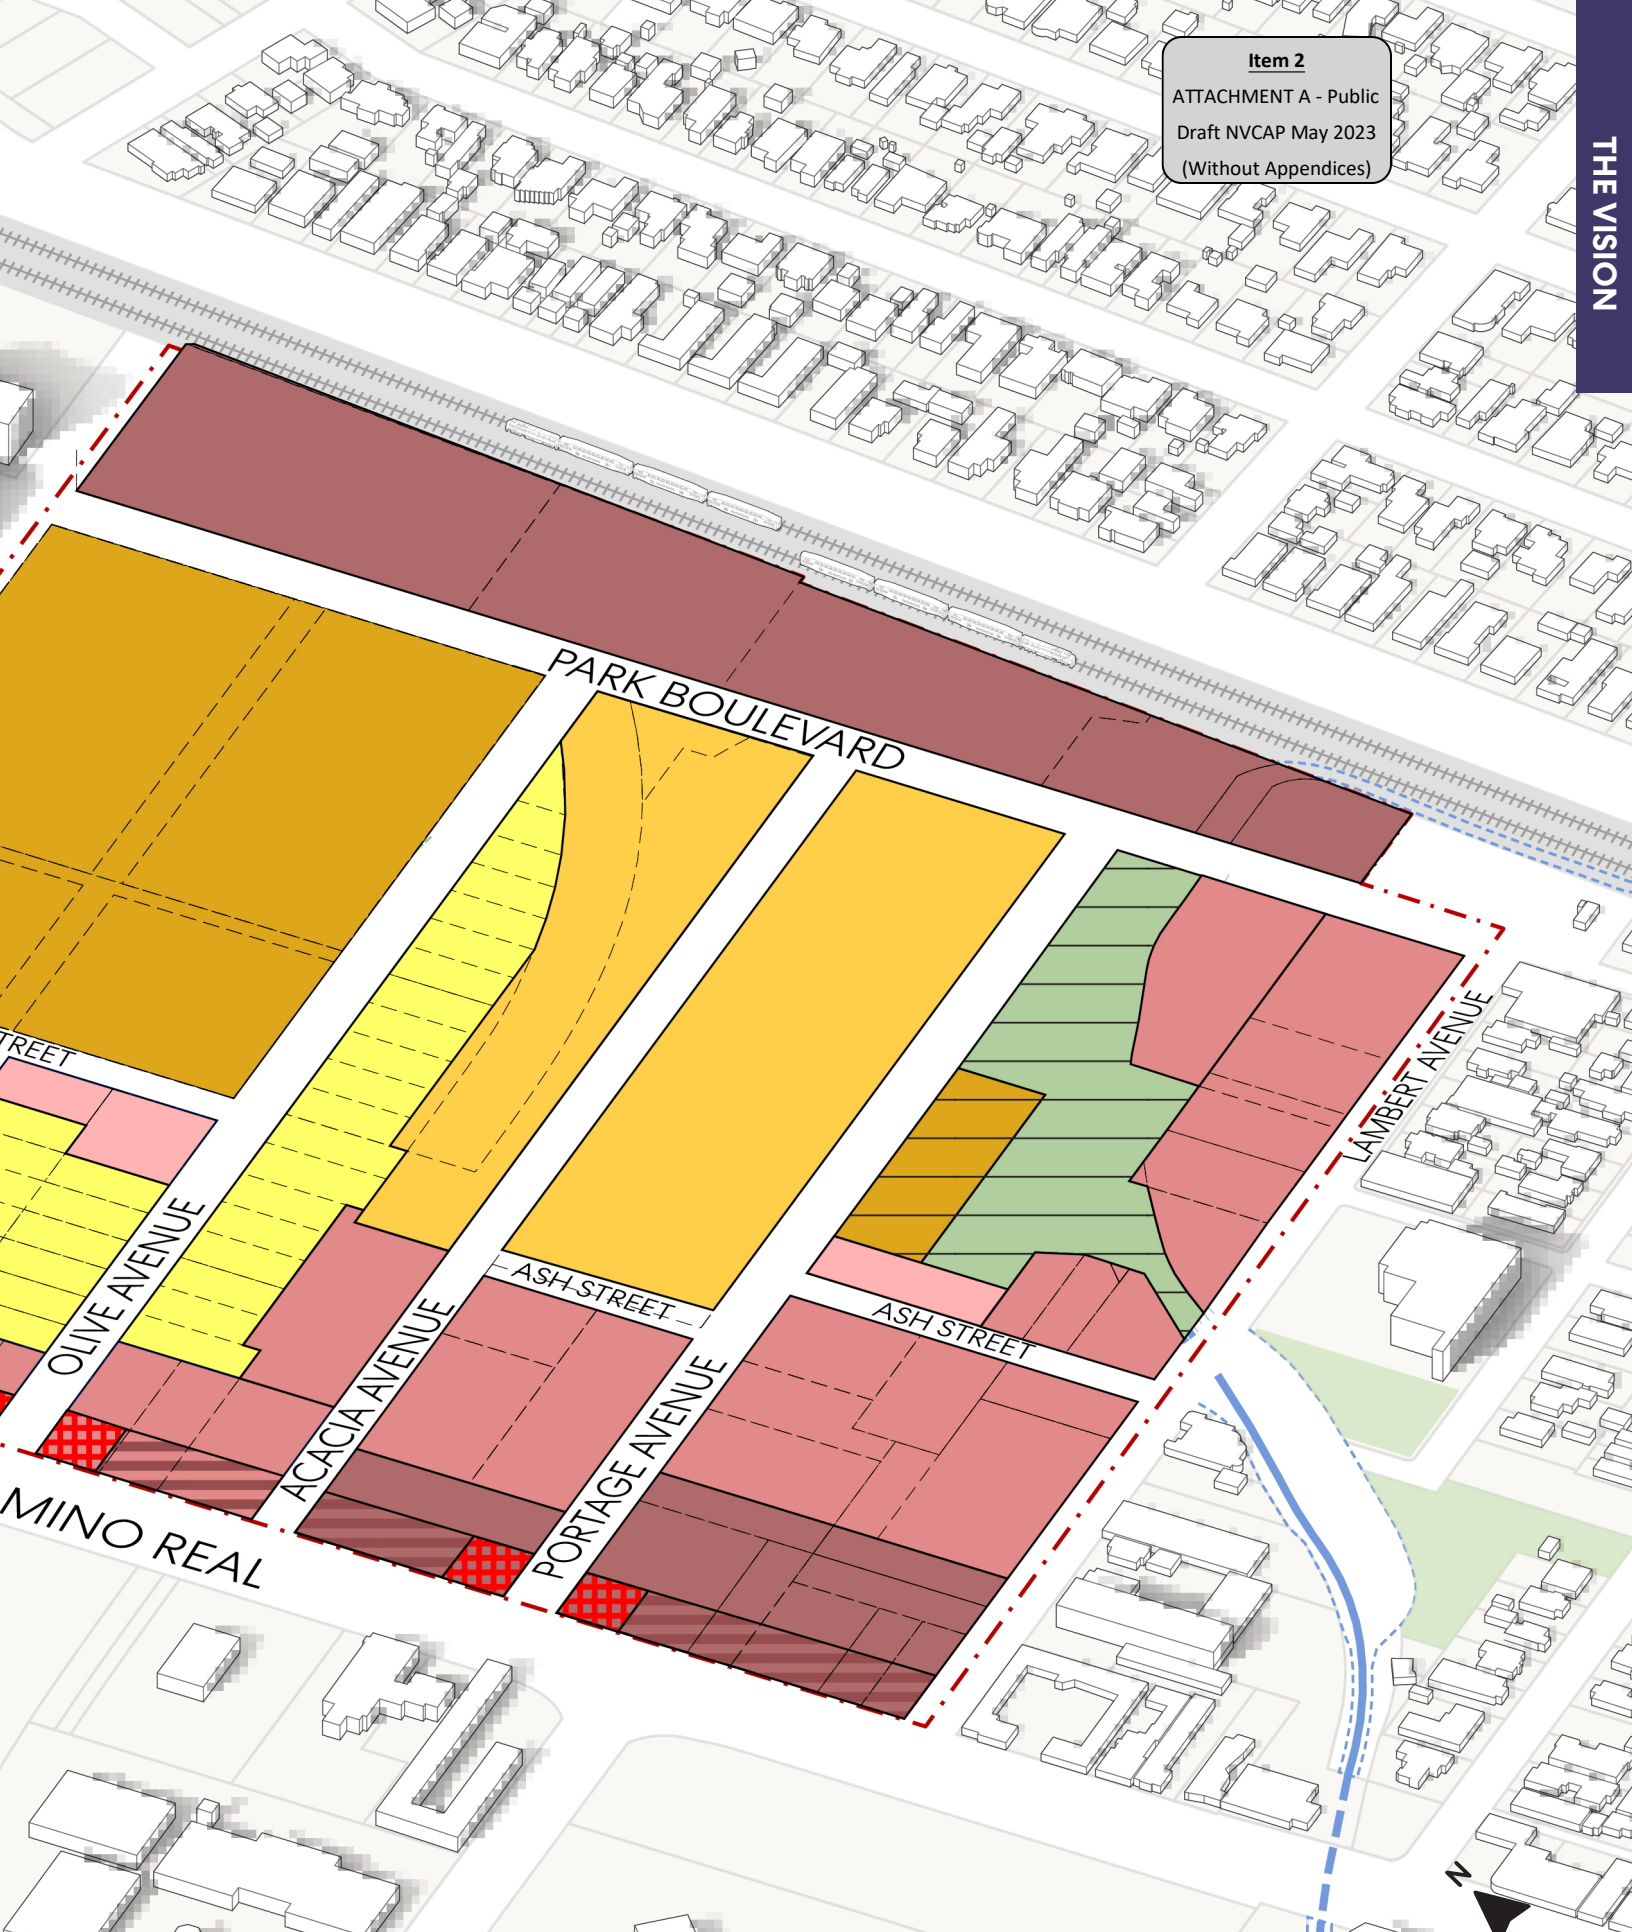 Item 2
ATTACHMENT A - Public
Draft NVCAP May 2023
(Without Appendices)
THE VISION
PARK BOULEVARD
TREET
LAMBERT AVENUE
OLIVE AVENUE
ASH STREET
ASH STREET
ACACIA AVENUE
PORTAGE AVENUE
MINO REAL
N